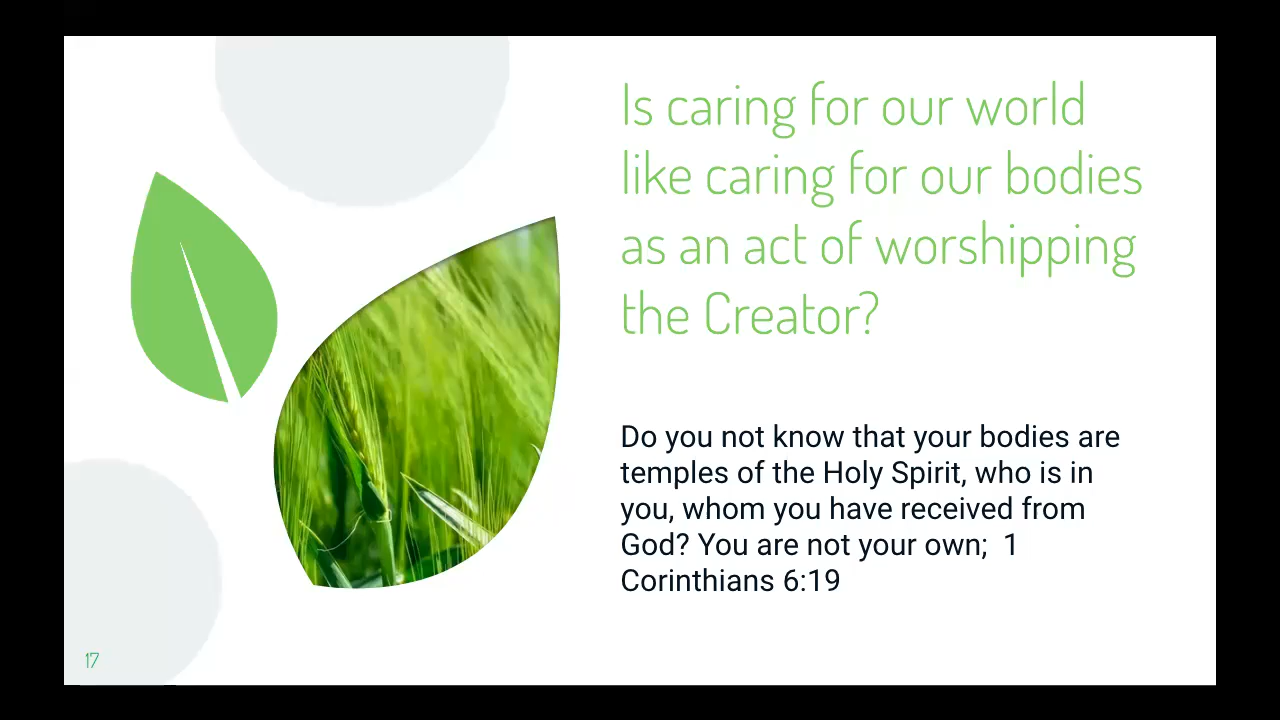 Is caring for our world
like caring for our bodies
as an act of worshipping
the Creator?
Do you not know that your bodies are
temples of the Holy Spirit, who is in
you, whom you have received from
God? You are not your own;  1
Corinthians 6:19
17